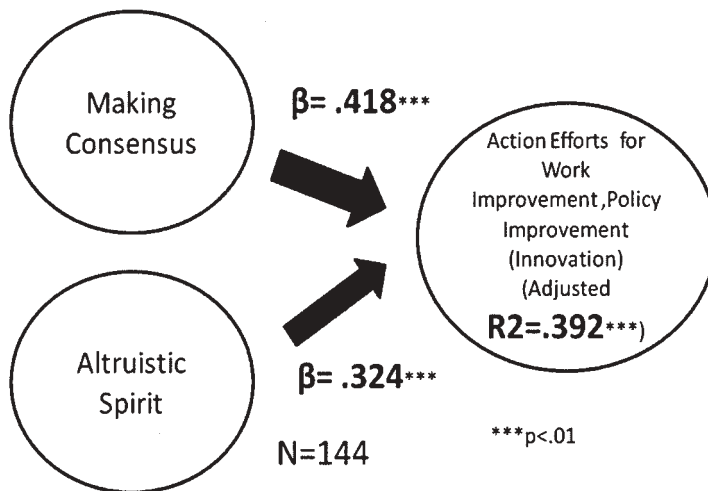 Making
Consensus
β= .418***
Action Efforts for
Work
Improvement ,Policy
Improvement
(Innovation)
(Adjusted
R2=.392***)
Altruistic
Spirit
β= .324***
N=144
***p<.01